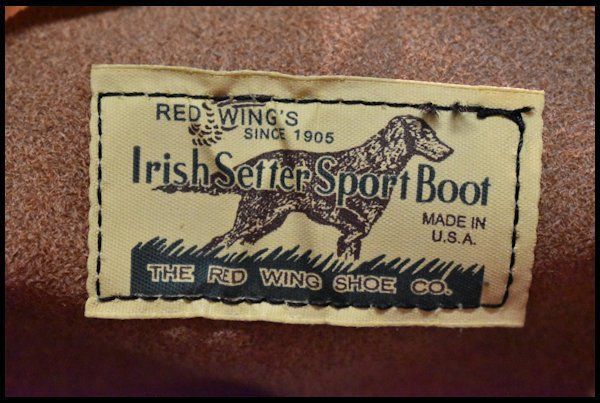 RED WING'S
SINCE 1905
Irish Setter Sport Boot
MADE IN
U.S.A.
THE RED WING SHOE CO.